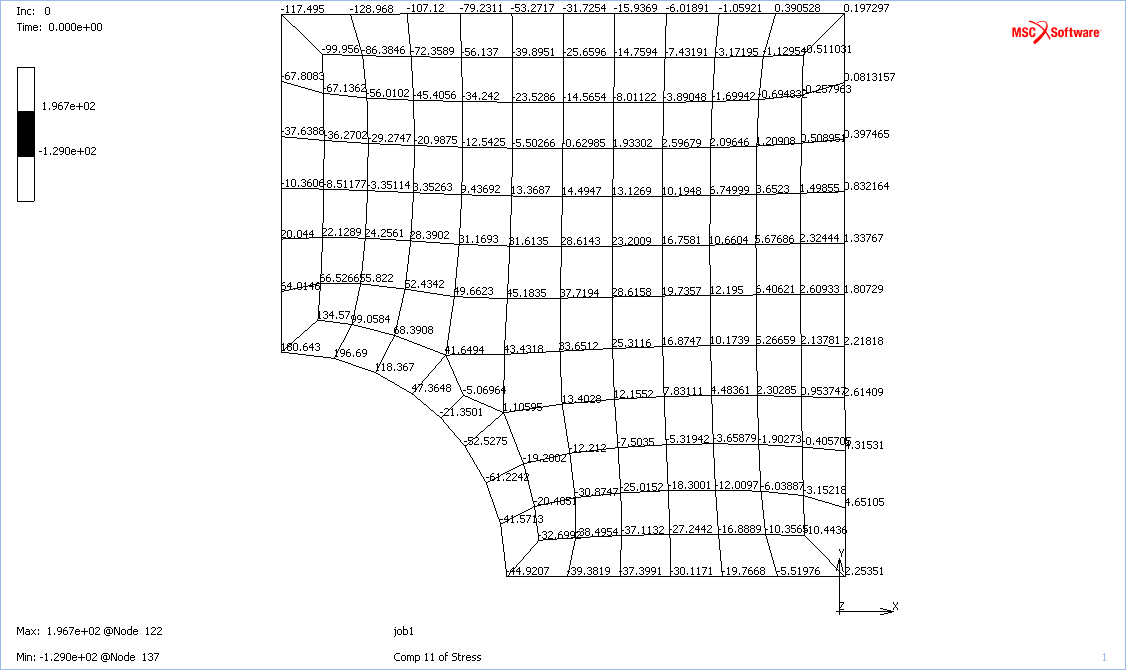 Inc: 0
Time: 0.000e+00
MSC Software
1.967e+02
-1.290e+02
-117.495 -128.968 -107.12 -79.2311 -53.2717 -31.7254 -15.9369 -6.01891 -1.05921 0.390528 0.197297
-99.956 -86.3846 -72.3589 -56.137 -39.8951 -25.6596 -14.7594 -7.43191 -3.17195 -1.12954 -0.511031
-67.8083 -67.1362 -56.0102 -45.4056 -34.242 -23.5286 -14.5654 -8.01122 -3.89048 -1.69942 -0.694832 -0.257963 0.0813157
-37.6388 -36.2702 -29.2747 -20.9875 -12.5425 -5.50266 -0.62985 1.93302 2.59679 2.09646 1.20908 0.508951 0.397465
-10.3606 -8.51177 -3.35114 3.35263 9.43692 13.3687 14.4947 13.1269 10.1948 6.74999 3.6523 1.49855 0.832164
20.044 22.1289 24.2561 28.3902 31.1693 31.6135 28.6143 23.2009 16.7581 10.6604 5.67686 2.32444 1.33767
64.0146 66.5266 55.822 52.4342 49.6623 45.1835 37.7194 28.6158 19.7357 12.195 6.40621 2.60933 1.80729
134.57 99.0584 68.3908
180.643 196.69 118.367 41.6494 43.4318 33.6512 25.3116 16.8747 10.1739 5.26659 2.13781 2.21818
47.3648 -5.06964
-21.3501 1.10595 13.4028 12.1552 7.83111 4.48361 2.30285 0.953747 2.61409
-52.5275 -19.2002 -12.212 -7.5035 -5.31942 -3.65879 -1.90273 -0.405705 4.31531
-61.2242 -20.4051 -30.8747 -25.0152 -18.3001 -12.0097 -6.03887 -3.15218 4.65105
-41.5713 -32.6992 -38.4954 -37.1132 -27.2442 -16.8889 -10.3565 -10.4436
-44.9207 -39.3819 -37.3991 -30.1171 -19.7668 -5.51976 2.25351
Y
Z X
Max: 1.967e+02 @Node 122
job1
Min: -1.290e+02 @Node 137
Comp 11 of Stress
1